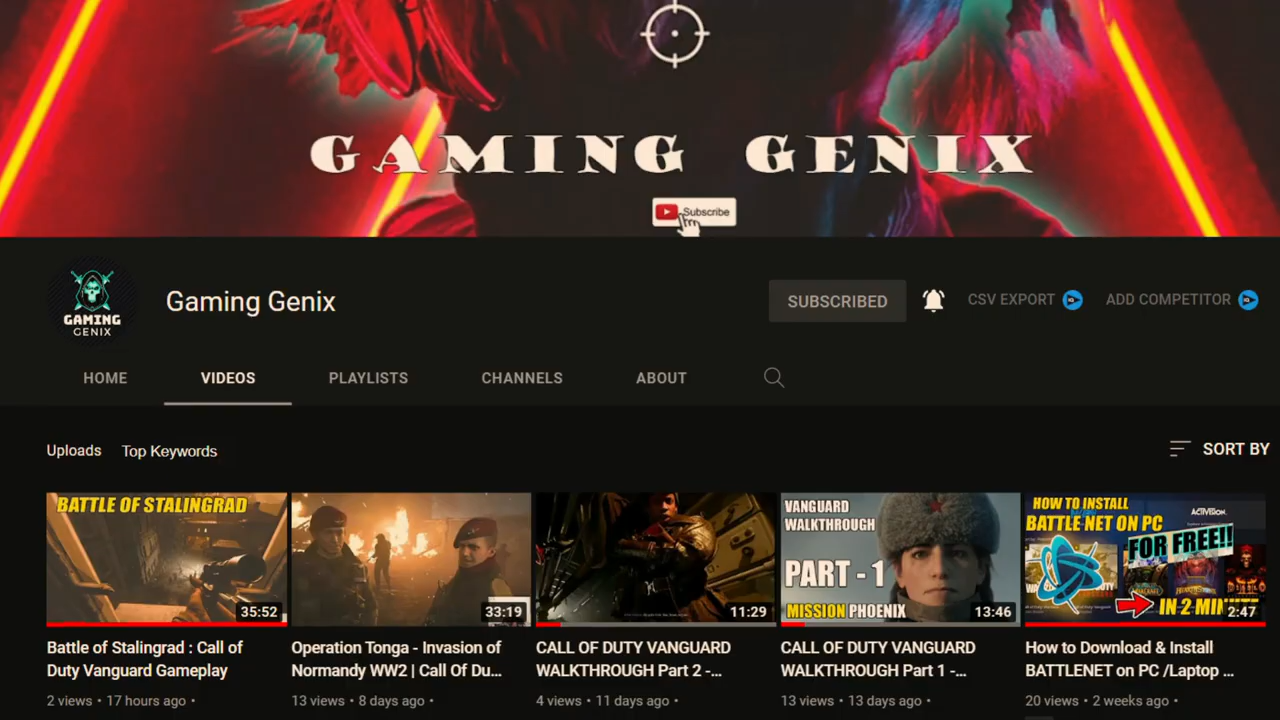 GAMING GENIX
Subscribe
GAMING
GENIX
Gaming Genix
SUBSCRIBED
CSV EXPORT
ADD COMPETITOR
HOME
VIDEOS
PLAYLISTS
CHANNELS
ABOUT
Uploads
Top Keywords
SORT BY
BATTLE OF STALINGRAD
35:52
33:19
11:29
VANGUARD
WALKTHROUGH
PART - 1
MISSION PHOENIX
13:46
HOW TO INSTALL
BATTLE NET ON PC
ACTIVISION.
FOR FREE!!
IN 2 MIN
2:47
Battle of Stalingrad : Call of
Duty Vanguard Gameplay
2 views • 17 hours ago •
Operation Tonga - Invasion of
Normandy WW2 | Call Of Du...
13 views • 8 days ago •
CALL OF DUTY VANGUARD
WALKTHROUGH Part 2 -...
4 views • 11 days ago •
CALL OF DUTY VANGUARD
WALKTHROUGH Part 1 -...
13 views • 13 days ago •
How to Download & Install
BATTLENET on PC /Laptop ...
20 views • 2 weeks ago •